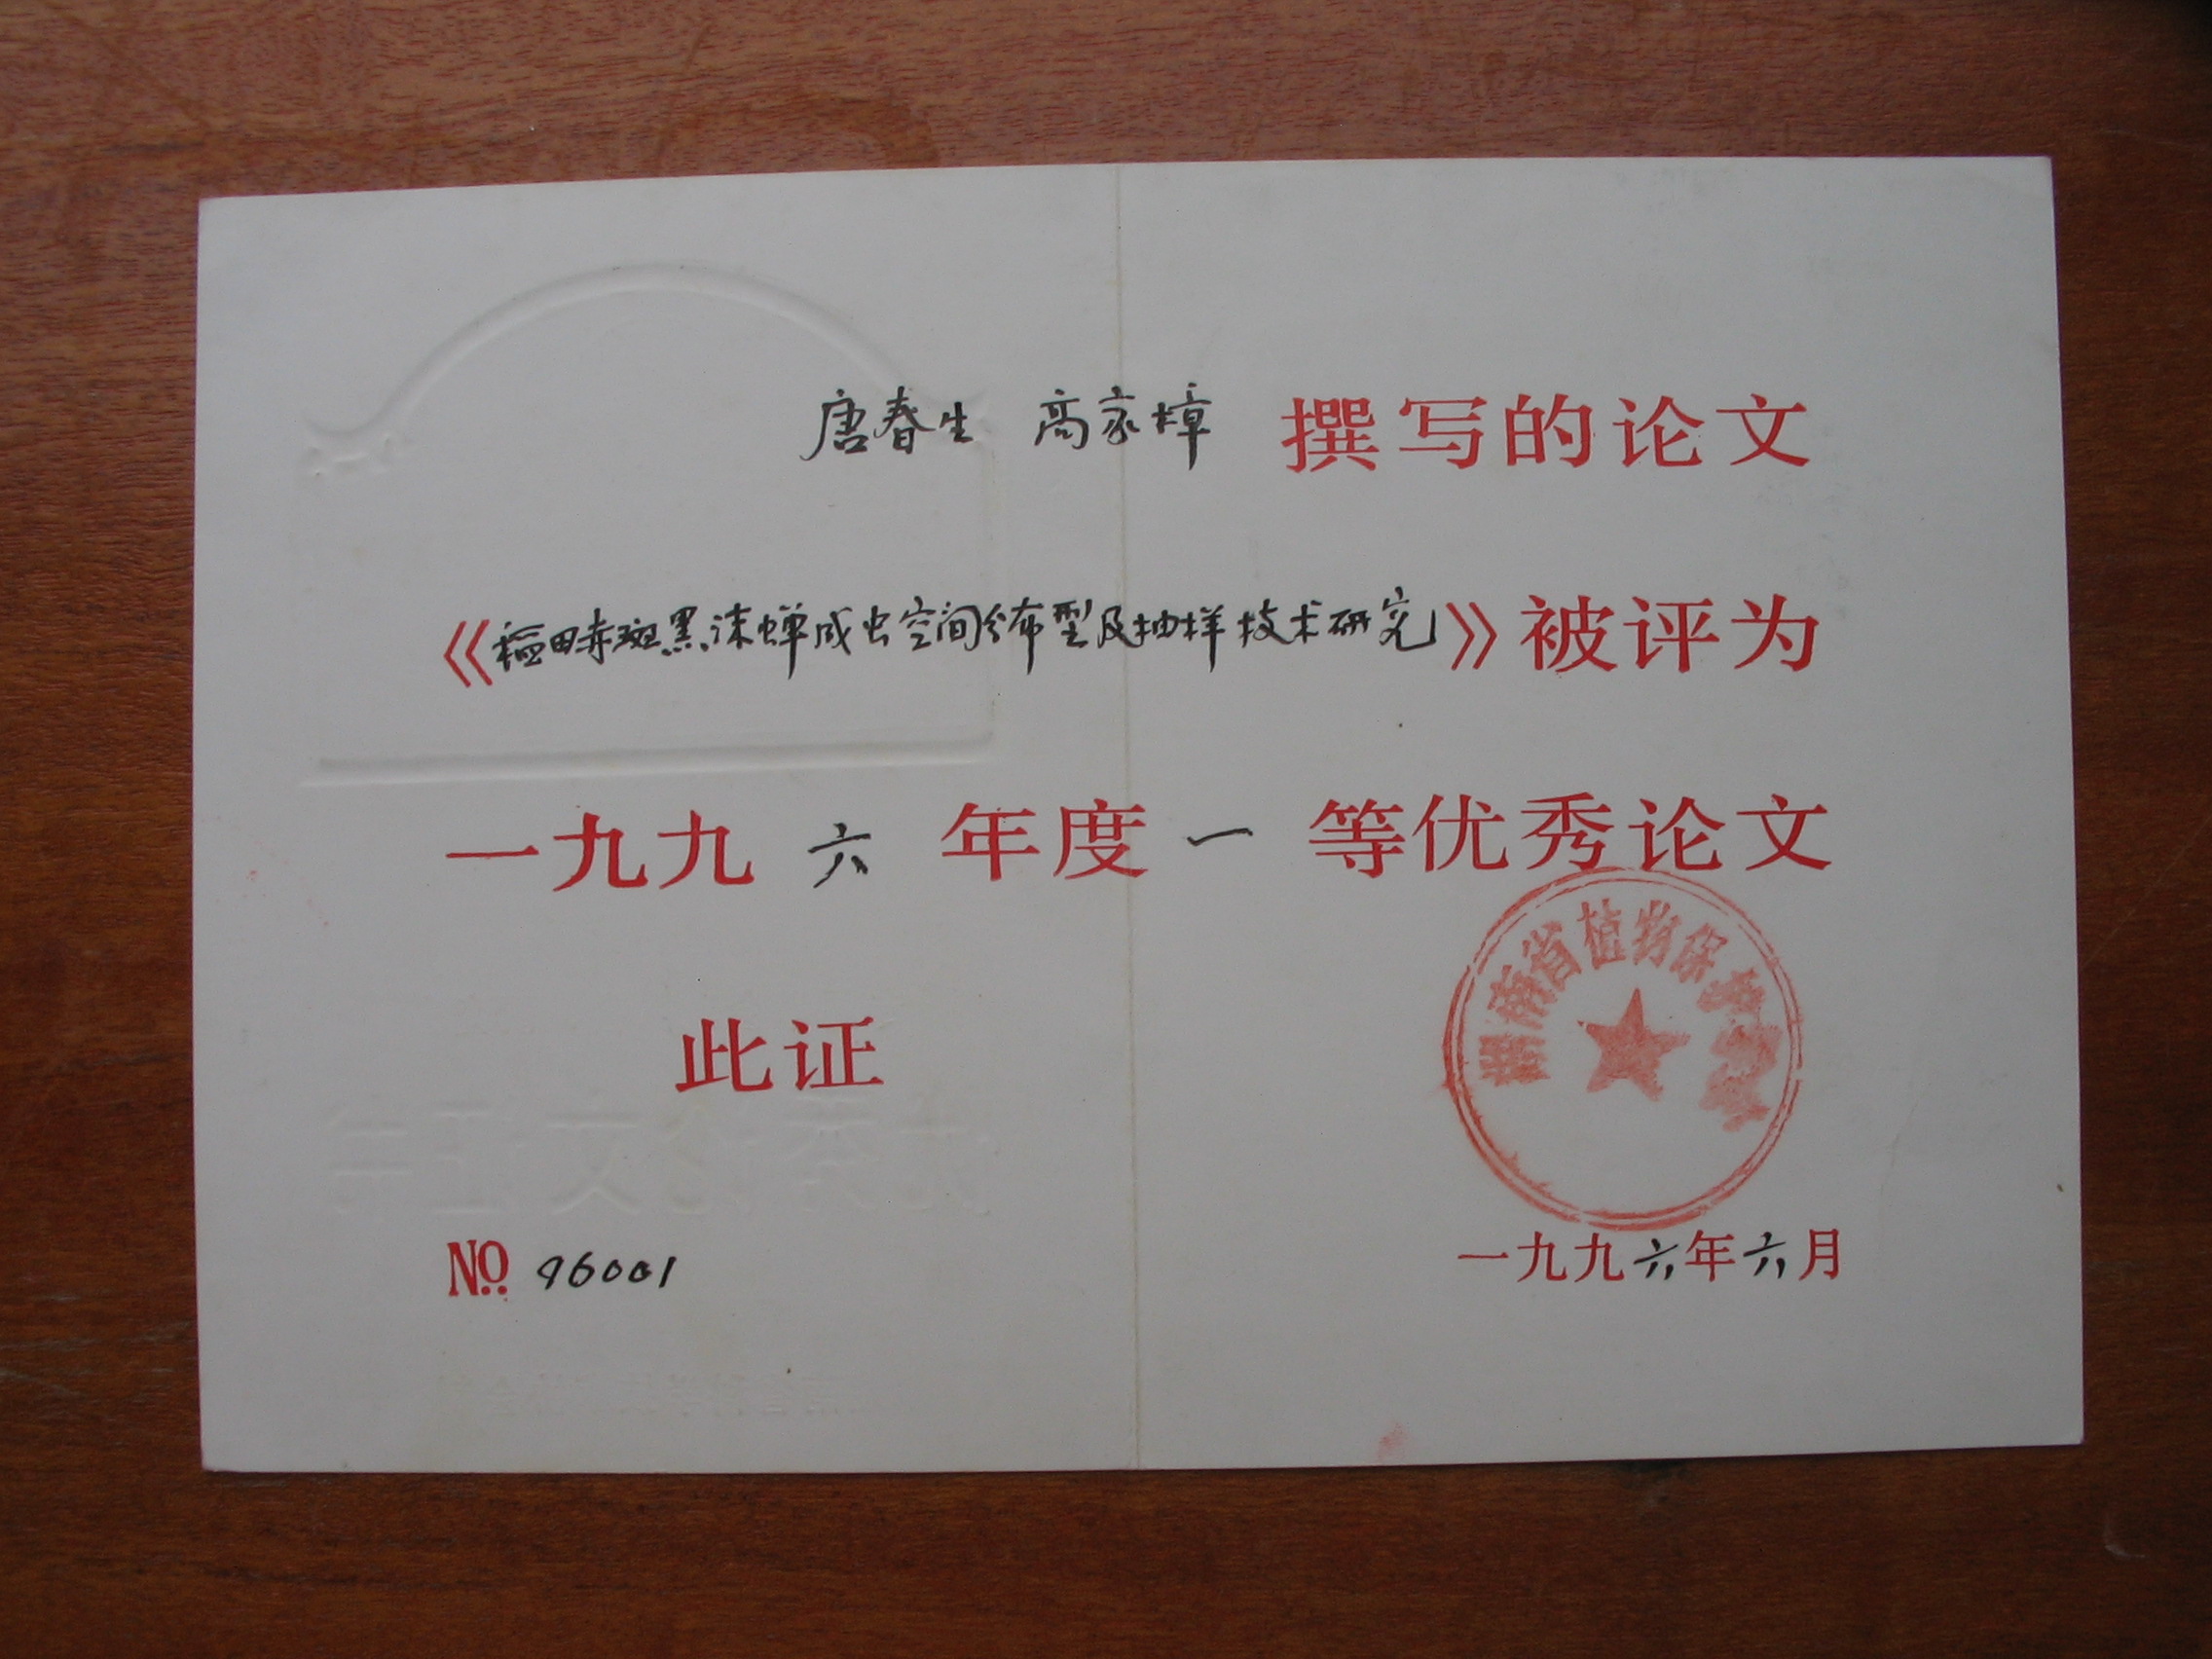 唐春生 高家樟 撰写的论文
《稻田赤斑黑沫蝉成虫空间分布型及抽样技术研究》被评为
一九九六年度一等优秀论文
此证
湖南省植物保护学会
No. 96001
一九九六年六月